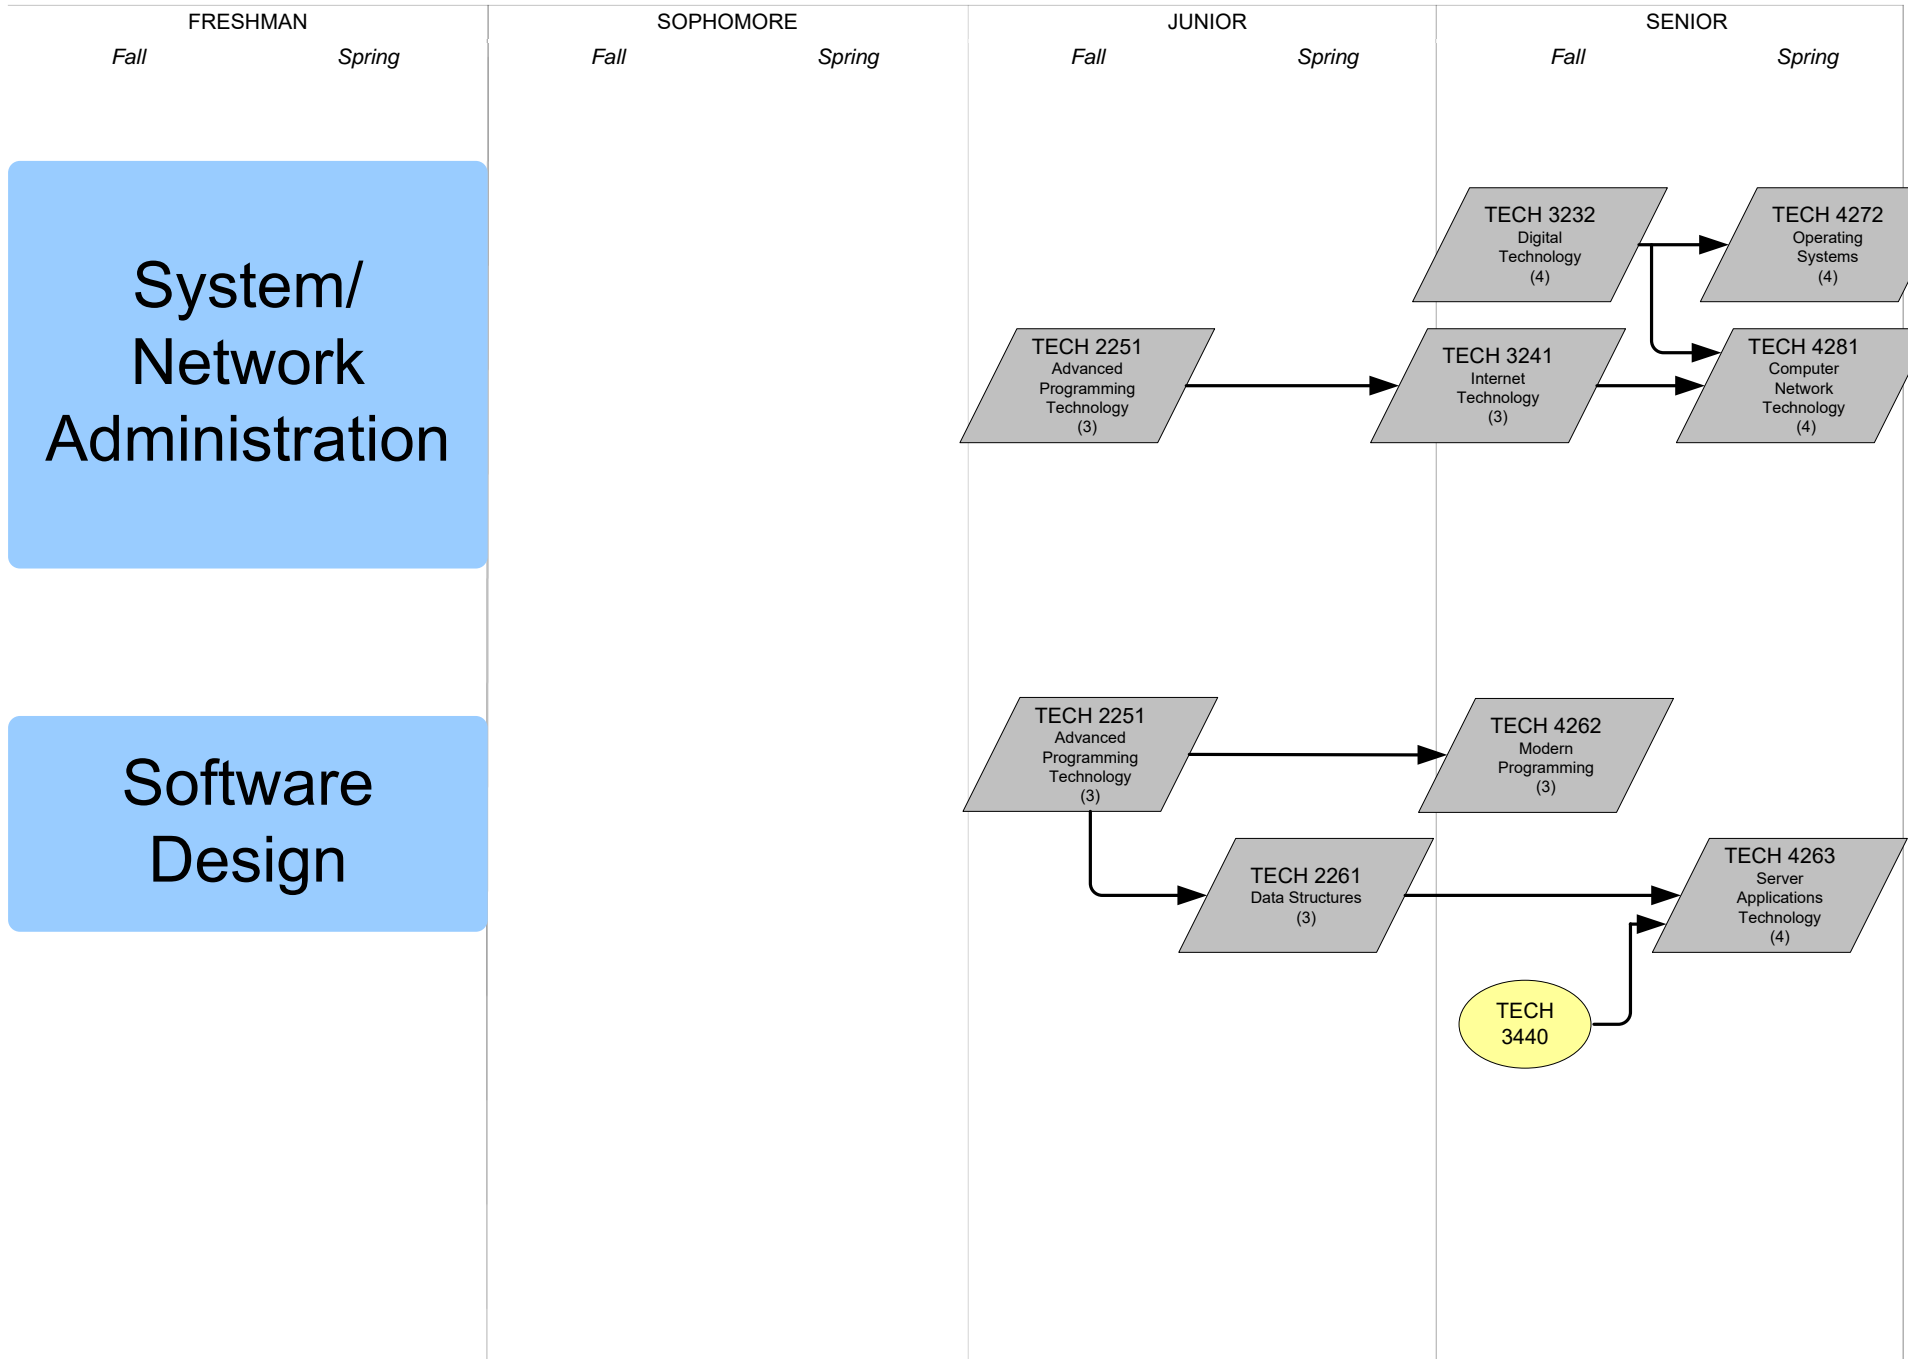 FRESHMAN
SOPHOMORE
JUNIOR
SENIOR
Fall
Spring
Fall
Spring
Fall
Spring
Fall
Spring
System/
Network
Administration
TECH 3232
Digital
Technology
(4)
TECH 4272
Operating
Systems
(4)
TECH 2251
Advanced
Programming
Technology
(3)
TECH 3241
Internet
Technology
(3)
TECH 4281
Computer
Network
Technology
(4)
Software
Design
TECH 2251
Advanced
Programming
Technology
(3)
TECH 4262
Modern
Programming
(3)
TECH 2261
Data Structures
(3)
TECH 4263
Server
Applications
Technology
(4)
TECH
3440